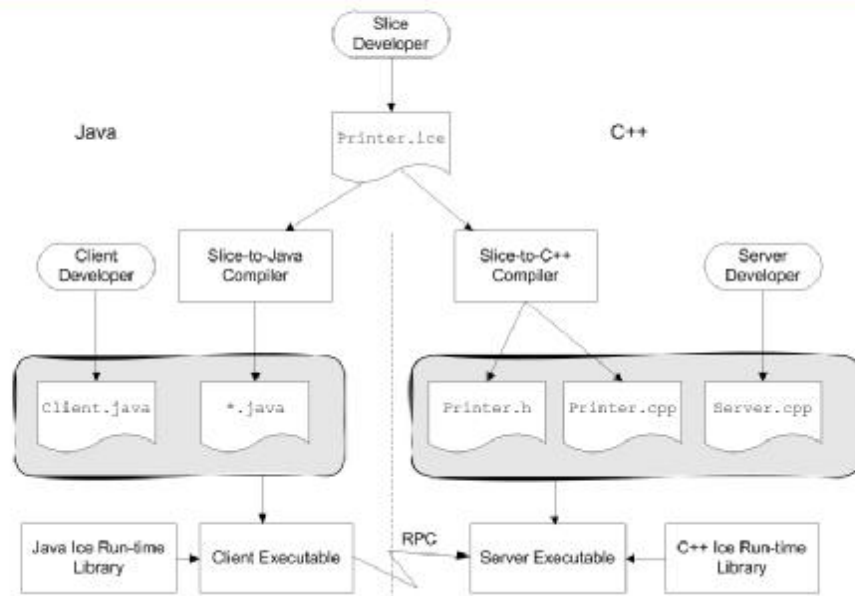 Slice
Developer
Java
Printer.ice
C++
Client
Developer
Slice-to-Java
Compiler
Slice-to-C++
Compiler
Server
Developer
Client.java
*.java
Printer.h
Printer.cpp
Server.cpp
Java Ice Run-time
Library
Client Executable
RPC
Server Executable
C++ Ice Run-time
Library